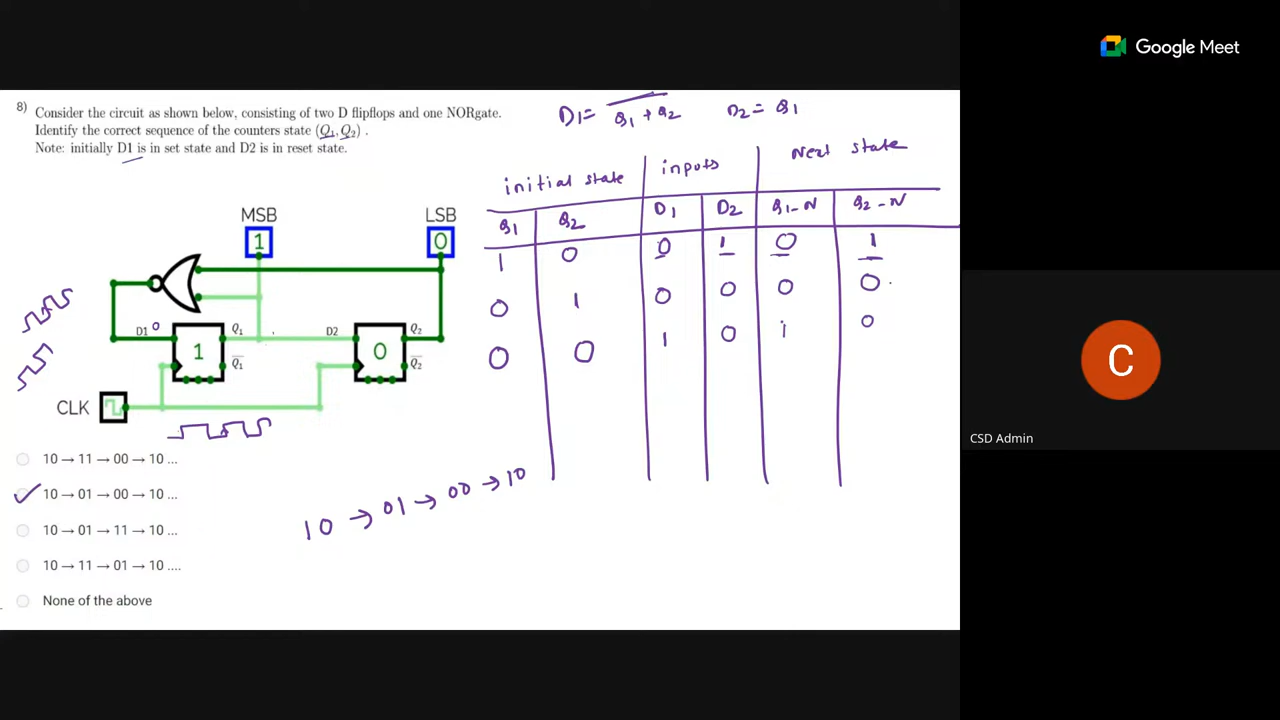 Google Meet
8) Consider the circuit as shown below, consisting of two D flipflops and one NORgate.
Identify the correct sequence of the counters state (Q1,Q2) .
Note: initially D1 is in set state and D2 is in reset state.
D1 = Q1 + Q2 D2 = Q1
initial state inputs Next state
Q1 Q2 D1 D2 Q1-N Q2-N
1 0 0 1 0 1
0 1 0 0 0 0
0 0 1 0 1 0
MSB LSB
1 0
D1 0 Q1 D2 Q2
1 0
Q1 Q2
CLK
10 → 11 → 00 → 10 ...
10 → 01 → 00 → 10 ...
10 → 01 → 11 → 10 ...
10 → 11 → 01 → 10 ....
None of the above
10 → 01 → 00 → 10
C
CSD Admin